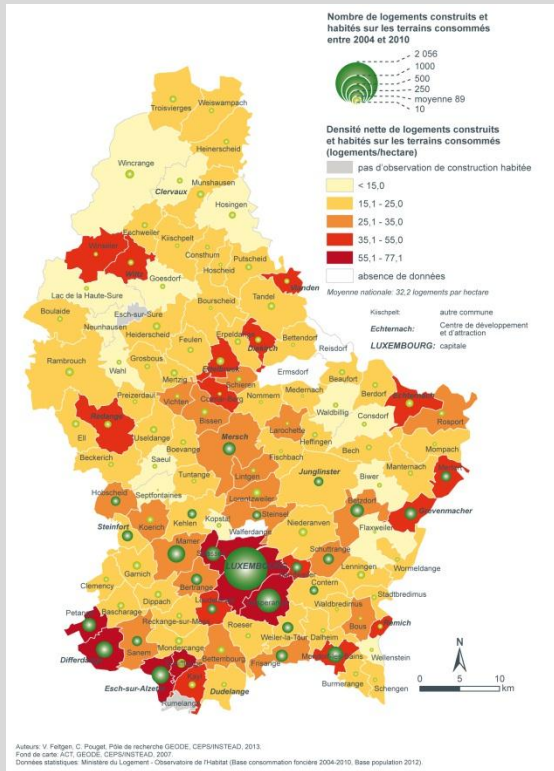 Nombre de logements construits et
habités sur les terrains consommés
entre 2004 et 2010
2 056
1000
500
250
moyenne 89
10
Densité nette de logements construits
et habités sur les terrains consommés
(logements/hectare)
pas d'observation de construction habitée
< 15,0
15,1 - 25,0
25,1 - 35,0
35,1 - 55,0
55,1 - 77,1
absence de données
Moyenne nationale: 32,2 logements par hectare
Kiischpelt autre commune
Echternach: Centre de développement
et d'attraction
LUXEMBOURG: capitale
Troisvierges
Weiswampach
Heinerscheid
Wincrange
Clervaux
Munshausen
Hosingen
Eschweiler
Winseler
Kiischpelt
Wiltz
Consthum
Putscheid
Hoscheid
Goesdorf
Vianden
Lac de la Haute-Sure
Esch-sur-Sure
Bourscheid
Tandel
Boulaide
Neunhausen
Heiderscheid
Feulen
Erpeldange
Diekirch
Bettendorf
Reisdorf
Rambrouch
Wahl
Grosbous
Mertzig
Ettelbruck
Ermsdorf
Schieren
Beaufort
Berdorf
Preizerdaul
Vichten
Colmar-Berg
Nommern
Medernach
Waldbillig
Consdorf
Echternach
Rosport
Redange
Bissen
Larochette
Heffingen
Ell
Useldange
Mersch
Mompach
Beckerich
Boevange
Fischbach
Bech
Saeul
Manternach
Mertert
Tuntange
Lintgen
Junglinster
Biwer
Hobscheid
Septfontaines
Lorentzweiler
Betzdorf
Grevenmacher
Steinfort
Koerich
Kehlen
Kopstal
Steinsel
Walferdange
Niederanven
Flaxweiler
Mamer
Strassen
LUXEMBOURG
Schuttrange
Wormeldange
Garnich
Lenningen
Bertrange
Contern
Clemency
Dippach
Leudelange
Hesperange
Waldbredimus
Stadtbredimus
Petange
Bascharage
Reckange-sur-Mess
Roeser
Weiler-la-Tour
Dalheim
Bous
Remich
Differdange
Sanem
Mondercange
Bettembourg
Frisange
Mondorf-les-Bains
Wellenstein
Esch-sur-Alzette
Kayl
Dudelange
Burmerange
Schengen
Rumelange
N
0 5 10
km
Auteurs: V. Feltgen, C. Pouget, Pôle de recherche GEODE, CEPS/INSTEAD, 2013.
Fond de carte: ACT, GEODE, CEPS/INSTEAD, 2007.
Données statistiques: Ministère du Logement - Observatoire de l'Habitat (Base consommation foncière 2004-2010, Base population 2012).